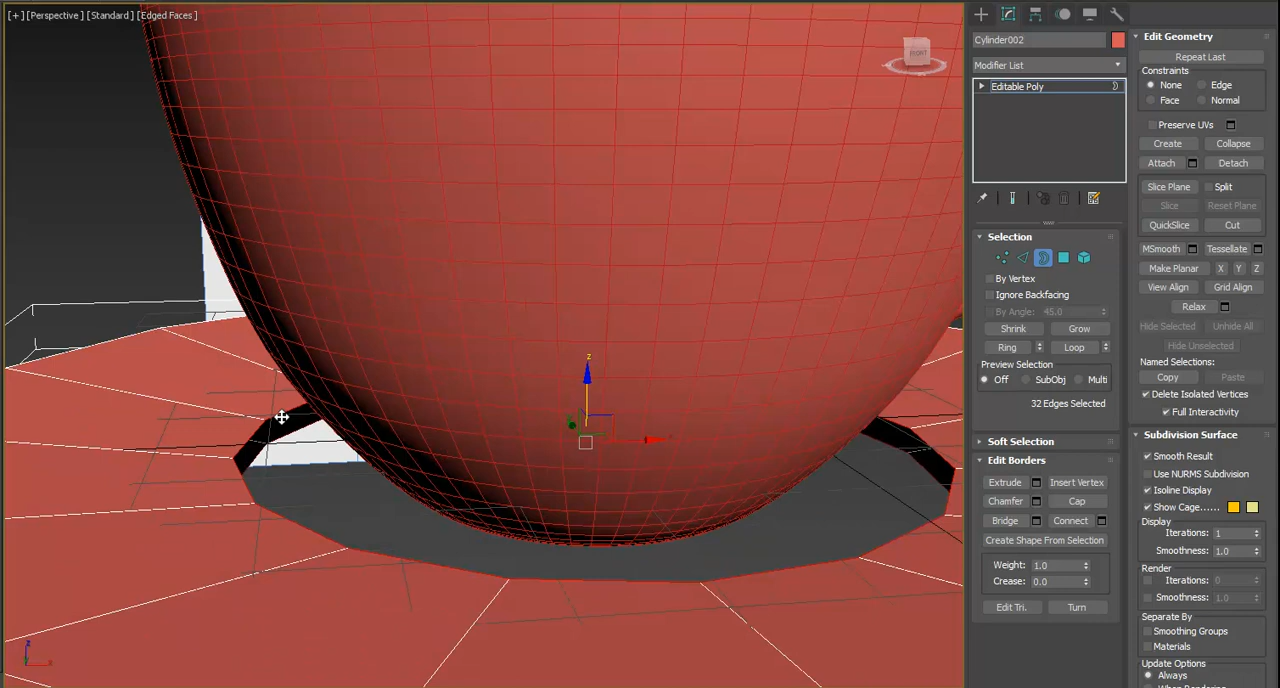 [ + ] [Perspective ] [Standard ] [Edged Faces ]
FRONT
z
x
z
x
Cylinder002
Modifier List
Editable Poly
Selection
By Vertex
Ignore Backfacing
By Angle: 45.0
Shrink Grow
Ring Loop
Preview Selection
Off SubObj Multi
32 Edges Selected
Soft Selection
Edit Borders
Extrude Insert Vertex
Chamfer Cap
Bridge Connect
Create Shape From Selection
Weight: 1.0
Crease: 0.0
Edit Tri. Turn
Edit Geometry
Repeat Last
Constraints
None Edge
Face Normal
Preserve UVs
Create Collapse
Attach Detach
Slice Plane Split
Slice Reset Plane
QuickSlice Cut
MSmooth Tessellate
Make Planar X Y Z
View Align Grid Align
Relax
Hide Selected Unhide All
Hide Unselected
Named Selections:
Copy Paste
Delete Isolated Vertices
Full Interactivity
Subdivision Surface
Smooth Result
Use NURMS Subdivision
Isoline Display
Show Cage......
Display
Iterations: 1
Smoothness: 1.0
Render
Iterations: 0
Smoothness: 1.0
Separate By
Smoothing Groups
Materials
Update Options
Always
When Rendering